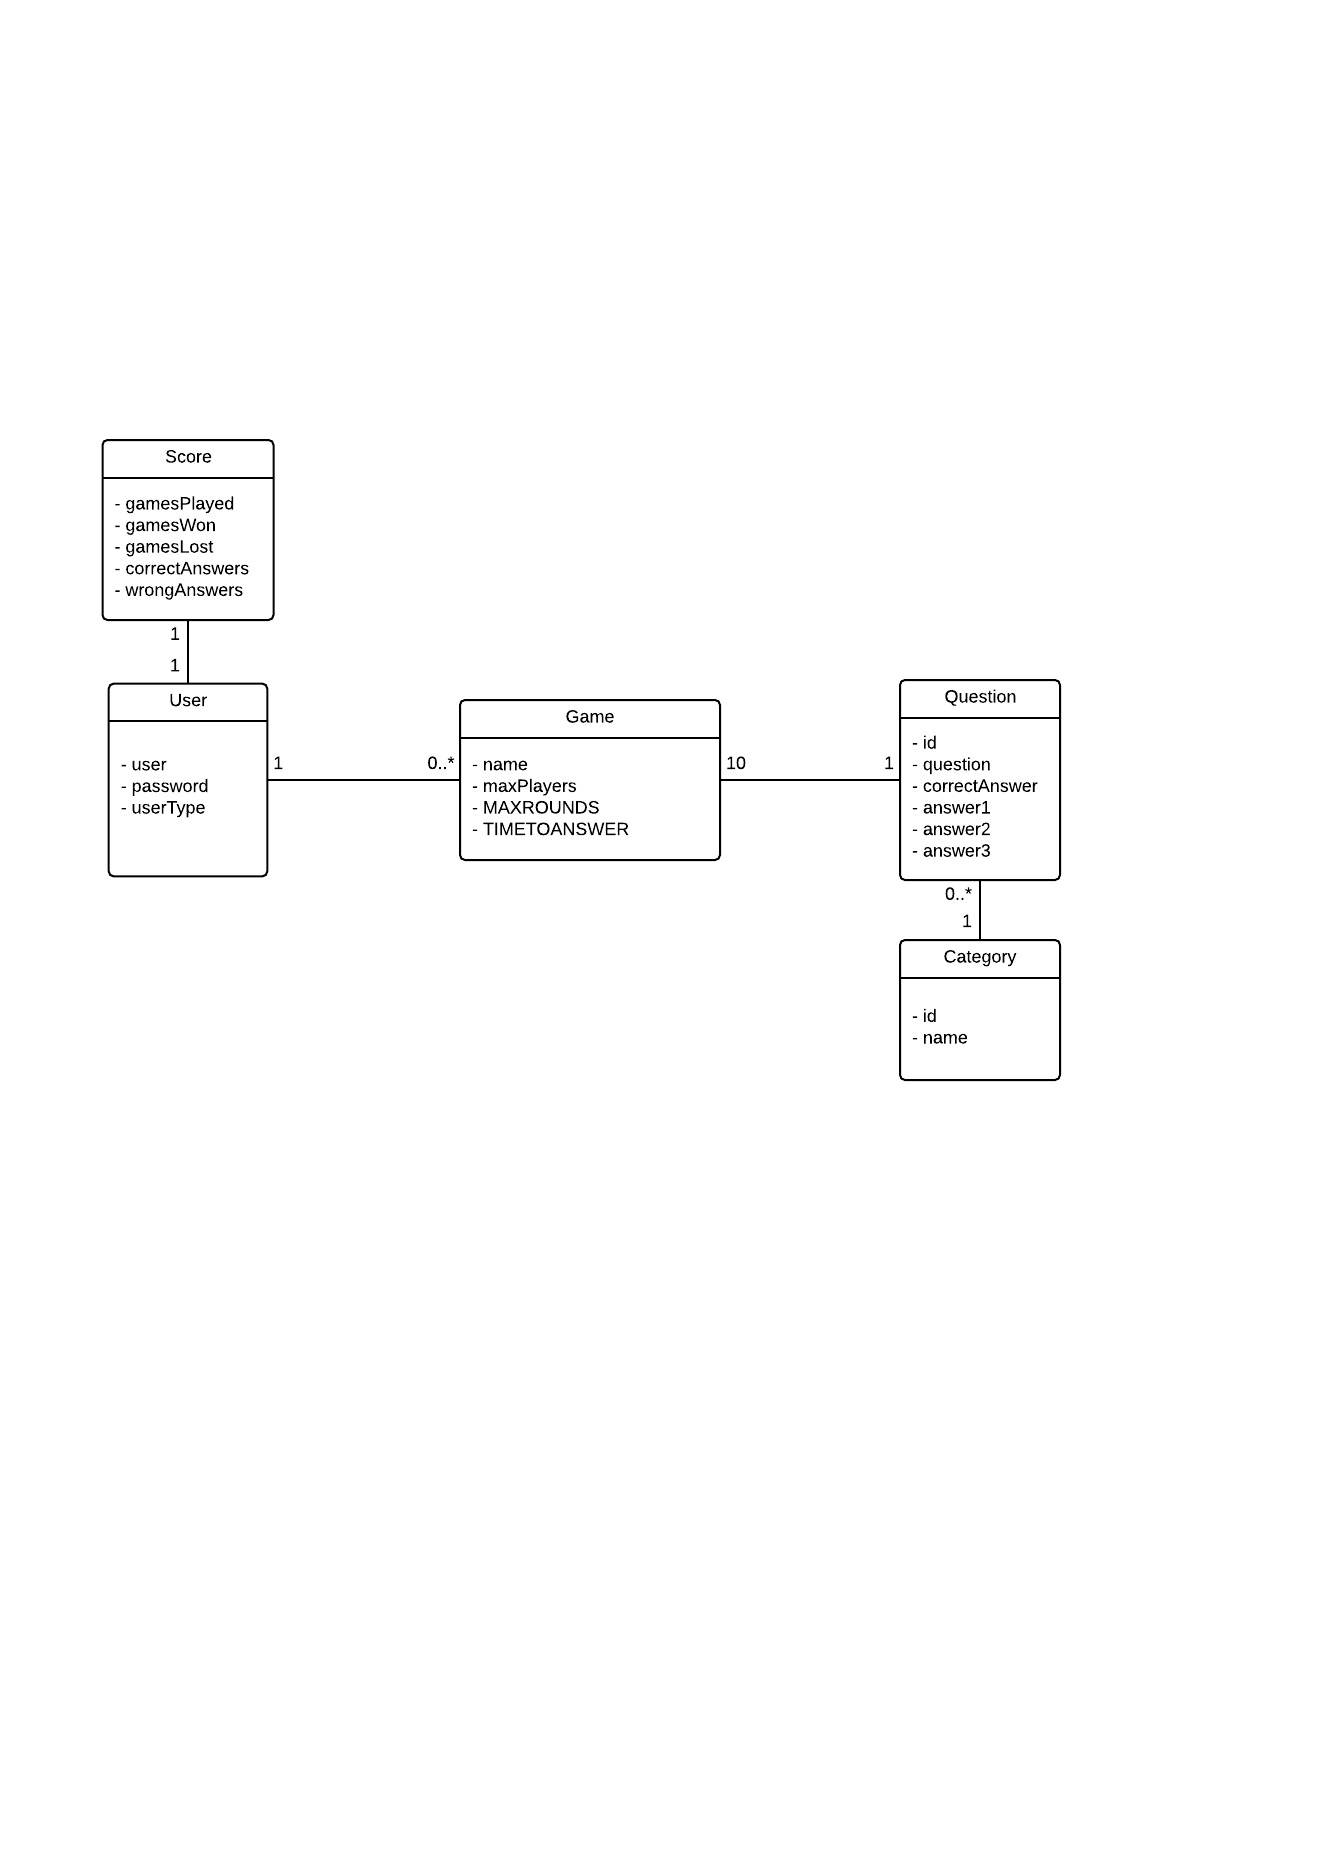 Score
- gamesPlayed
- gamesWon
- gamesLost
- correctAnswers
- wrongAnswers
1
1
User
- user
- password
- userType
1
0..*
Game
- name
- maxPlayers
- MAXROUNDS
- TIMETOANSWER
10
1
Question
- id
- question
- correctAnswer
- answer1
- answer2
- answer3
0..*
1
Category
- id
- name